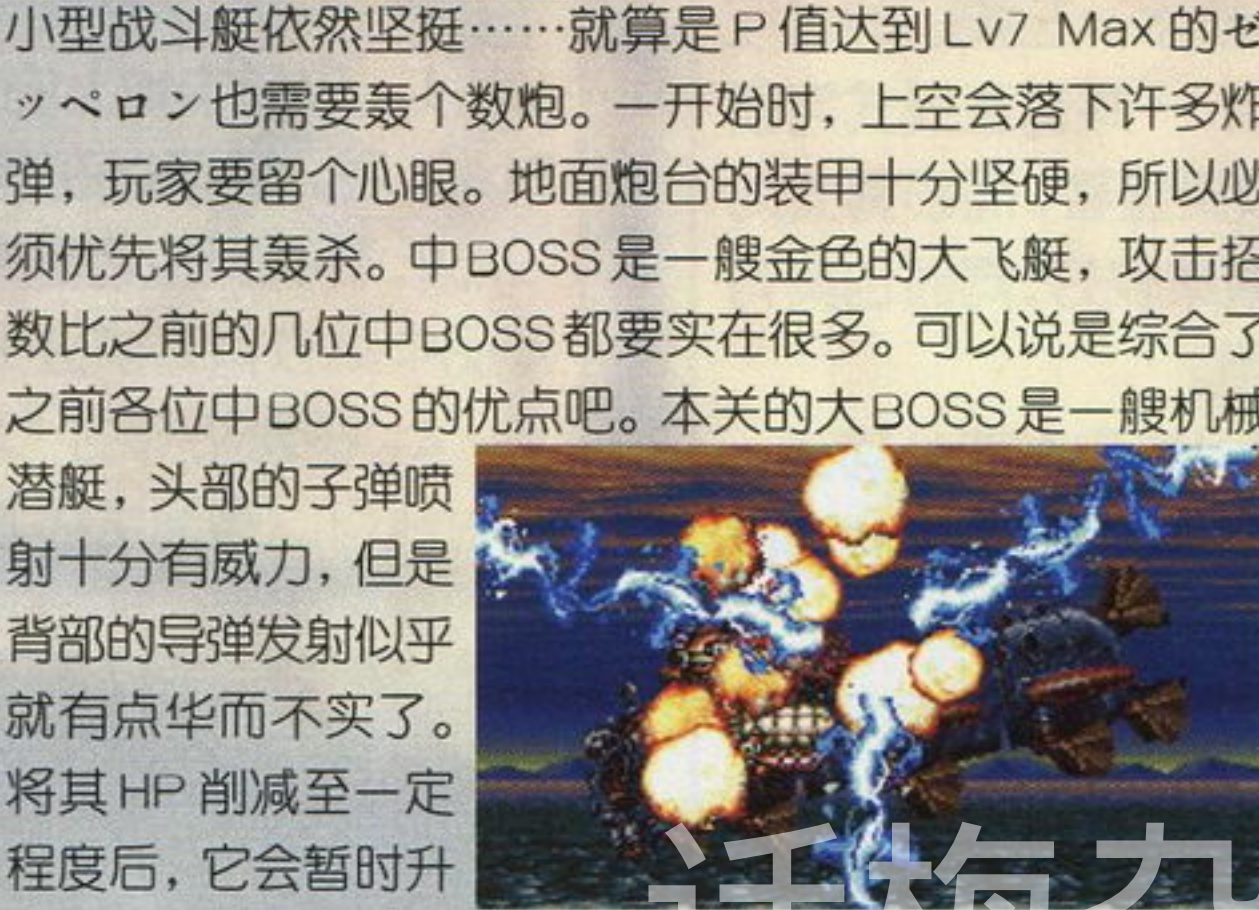 小型战斗艇依然坚挺……就算是P值达到Lv7 Max的セ
ッペロン也需要轰个数炮。一开始时，上空会落下许多炸
弹，玩家要留个心眼。地面炮台的装甲十分坚硬，所以必
须优先将其轰杀。中BOSS是一艘金色的大飞艇，攻击招
数比之前的几位中BOSS都要实在很多。可以说是综合了
之前各位中BOSS的优点吧。本关的大BOSS是一艘机械
潜艇，头部的子弹喷
射十分有威力，但是
背部的导弹发射似乎
就有点华而不实了。
将其HP削减至一定
程度后，它会暂时升